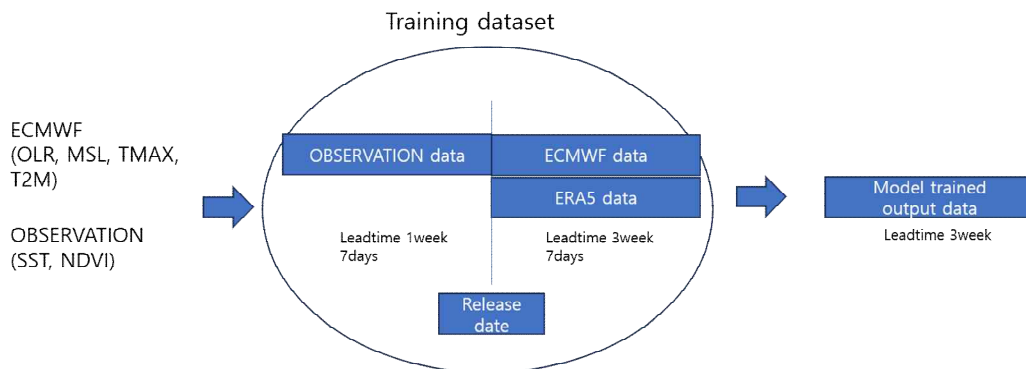 Training dataset
ECMWF
(OLR, MSL, TMAX,
T2M)
OBSERVATION
(SST, NDVI)
OBSERVATION data
ECMWF data
ERA5 data
Leadtime 1week
7days
Leadtime 3week
7days
Release
date
Model trained
output data
Leadtime 3week